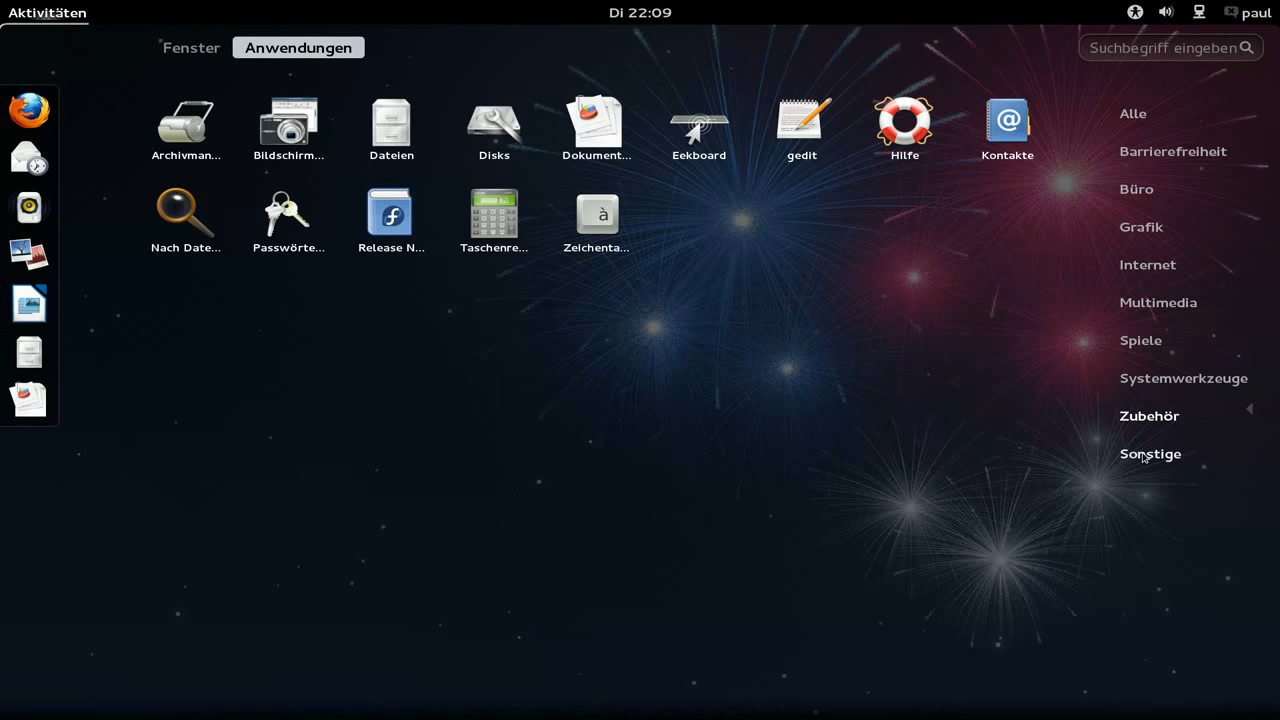 Aktivitäten
Di 22:09
paul
Fenster
Anwendungen
Suchbegriff eingeben
Archivman...
Bildschirm...
Dateien
Disks
Dokument...
Eekboard
gedit
Hilfe
Kontakte
Nach Date...
Passwörte...
Release N...
Taschenre...
Zeichenta...
à
Alle
Barrierefreiheit
Büro
Grafik
Internet
Multimedia
Spiele
Systemwerkzeuge
Zubehör
Sonstige